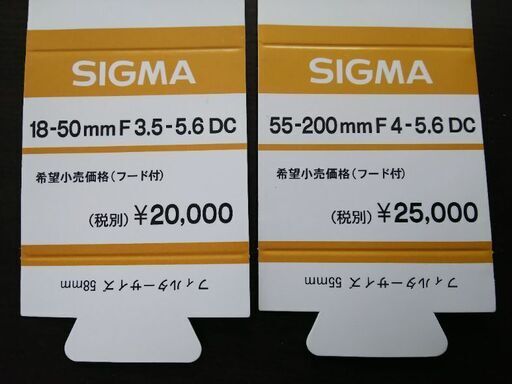 SIGMA
18-50mm F3.5-5.6 DC
希望小売価格(フード付)
(税別) ¥20,000
フィルターサイズ 58mm
SIGMA
55-200mm F4-5.6 DC
希望小売価格(フード付)
(税別) ¥25,000
フィルターサイズ 55mm